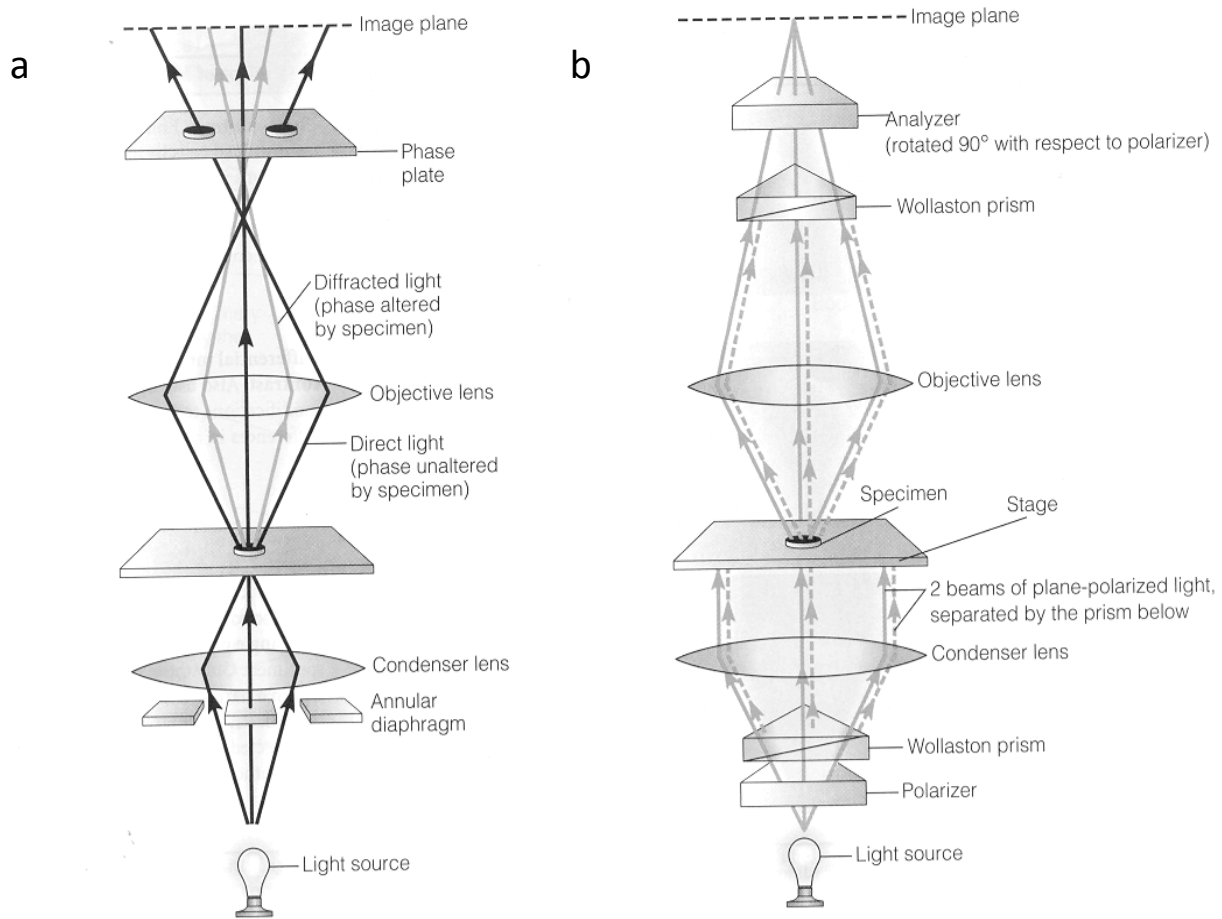 a
Image plane
Phase
plate
Diffracted light
(phase altered
by specimen)
Objective lens
Direct light
(phase unaltered
by specimen)
Condenser lens
Annular
diaphragm
Light source
b
Image plane
Analyzer
(rotated 90° with respect to polarizer)
Wollaston prism
Objective lens
Specimen
Stage
2 beams of plane-polarized light,
separated by the prism below
Condenser lens
Wollaston prism
Polarizer
Light source